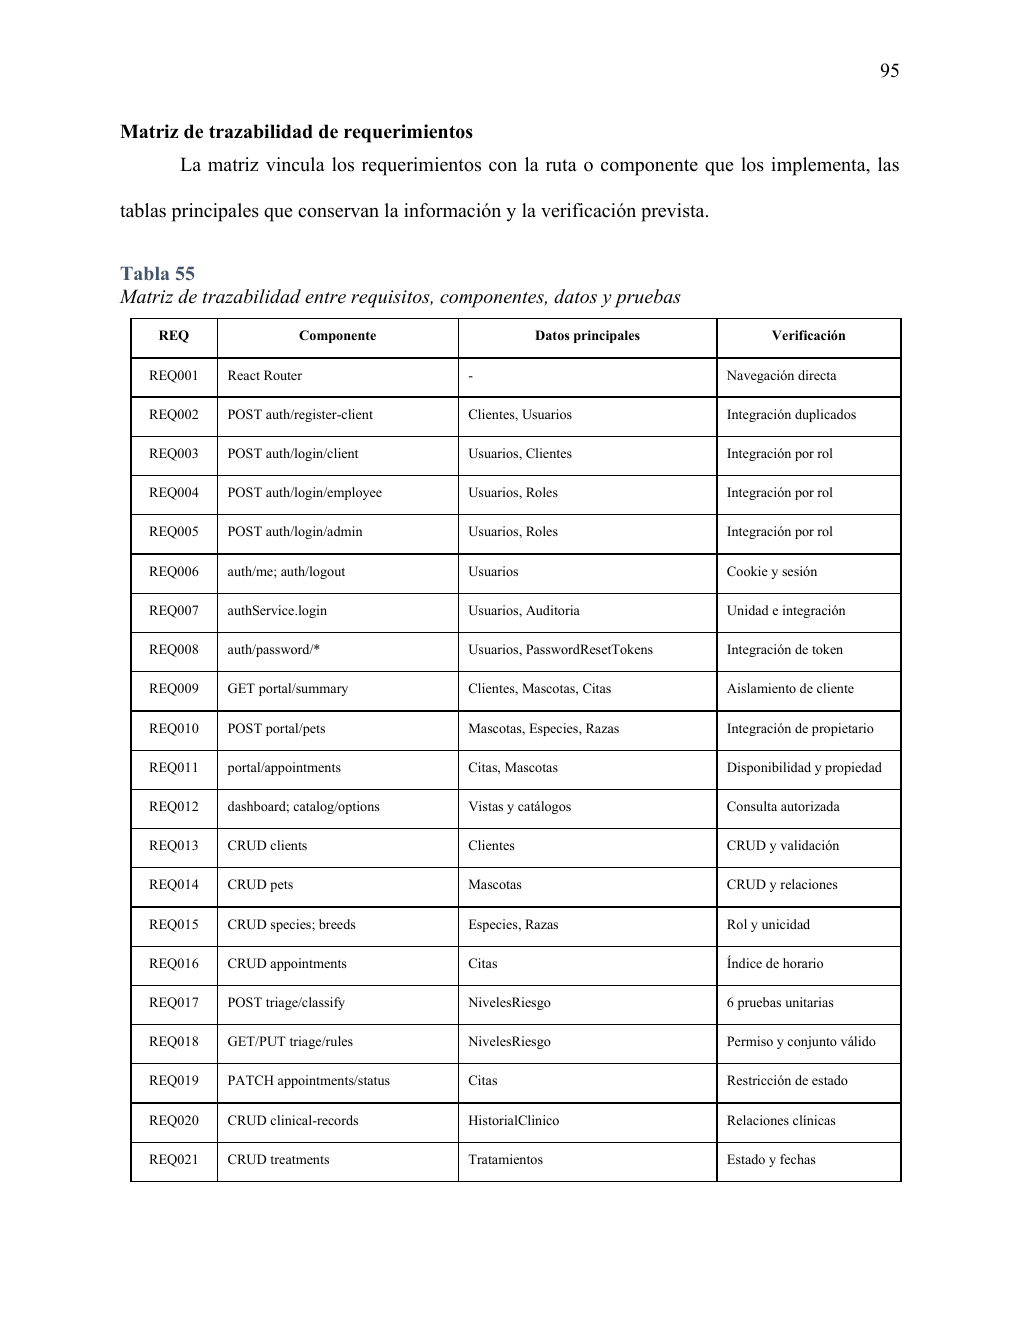 95
Matriz de trazabilidad de requerimientos
La matriz vincula los requerimientos con la ruta o componente que los implementa, las
tablas principales que conservan la información y la verificación prevista.
Tabla 55
Matriz de trazabilidad entre requisitos, componentes, datos y pruebas
REQ Componente Datos principales Verificación
REQ001 React Router - Navegación directa
REQ002 POST auth/register-client Clientes, Usuarios Integración duplicados
REQ003 POST auth/login/client Usuarios, Clientes Integración por rol
REQ004 POST auth/login/employee Usuarios, Roles Integración por rol
REQ005 POST auth/login/admin Usuarios, Roles Integración por rol
REQ006 auth/me; auth/logout Usuarios Cookie y sesión
REQ007 authService.login Usuarios, Auditoria Unidad e integración
REQ008 auth/password/* Usuarios, PasswordResetTokens Integración de token
REQ009 GET portal/summary Clientes, Mascotas, Citas Aislamiento de cliente
REQ010 POST portal/pets Mascotas, Especies, Razas Integración de propietario
REQ011 portal/appointments Citas, Mascotas Disponibilidad y propiedad
REQ012 dashboard; catalog/options Vistas y catálogos Consulta autorizada
REQ013 CRUD clients Clientes CRUD y validación
REQ014 CRUD pets Mascotas CRUD y relaciones
REQ015 CRUD species; breeds Especies, Razas Rol y unicidad
REQ016 CRUD appointments Citas Índice de horario
REQ017 POST triage/classify NivelesRiesgo 6 pruebas unitarias
REQ018 GET/PUT triage/rules NivelesRiesgo Permiso y conjunto válido
REQ019 PATCH appointments/status Citas Restricción de estado
REQ020 CRUD clinical-records HistorialClinico Relaciones clínicas
REQ021 CRUD treatments Tratamientos Estado y fechas